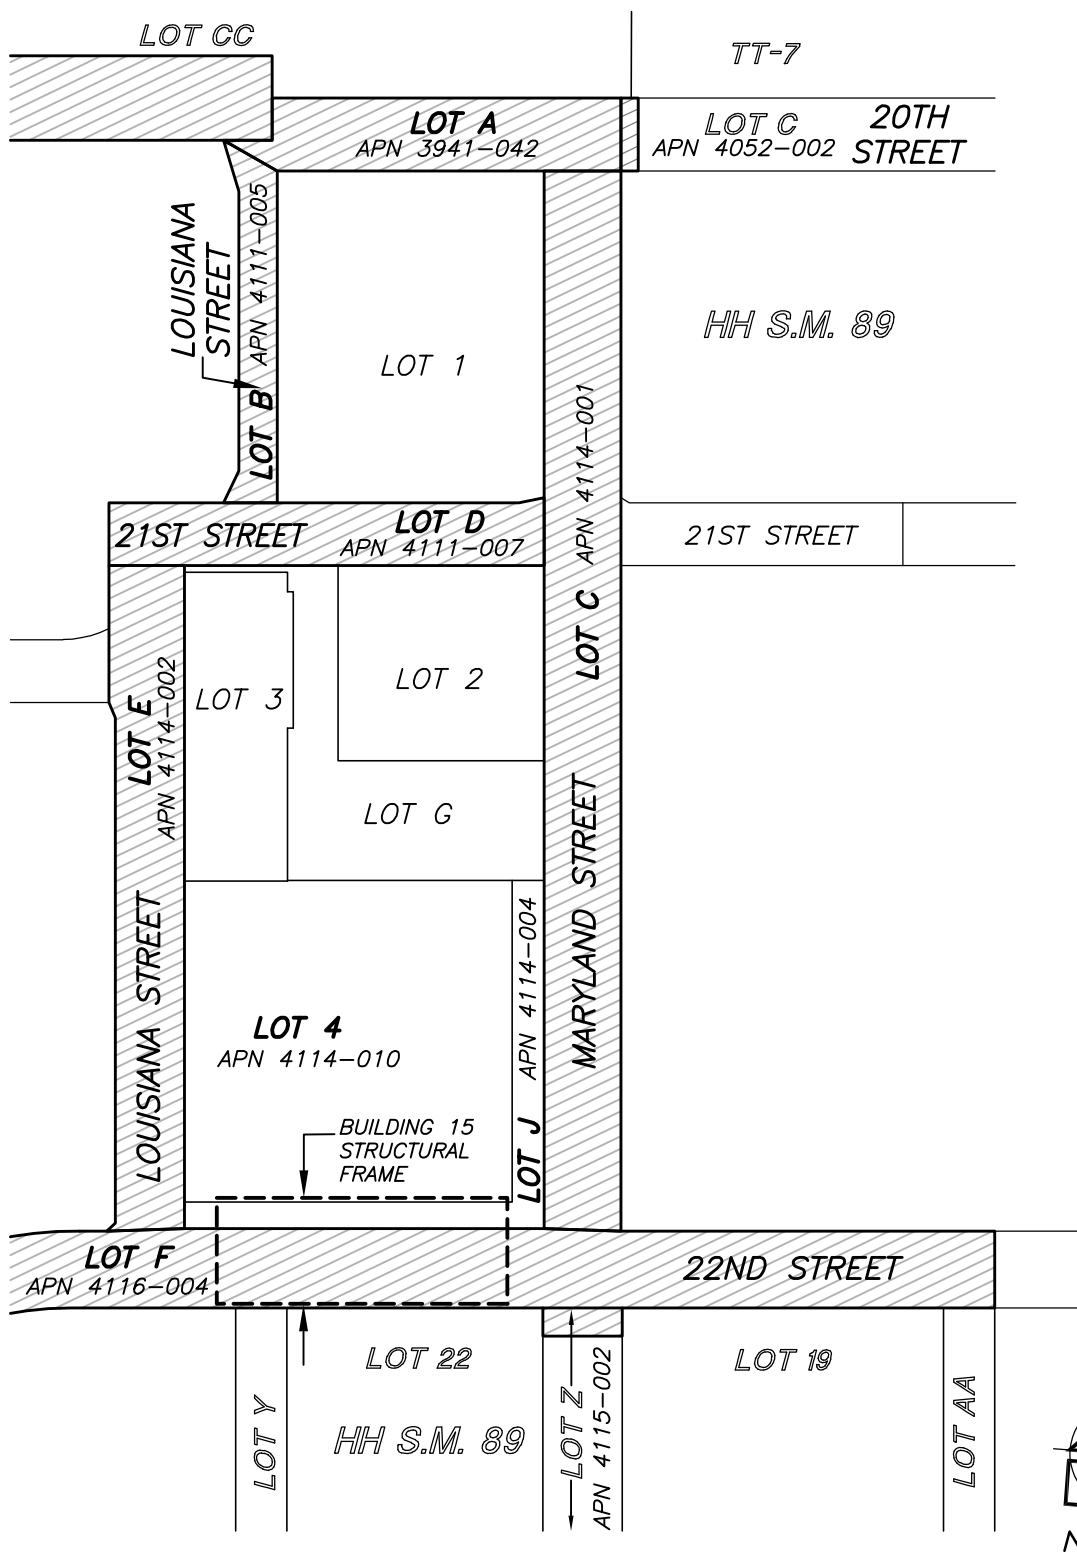 LOT CC
TT-7
LOT A
APN 3941-042
LOT C
APN 4052-002
20TH
STREET
LOUISIANA
STREET
LOT B APN 4111-005
LOT 1
HH S.M. 89
LOT C APN 4114-001
21ST STREET
LOT D
APN 4111-007
21ST STREET
LOT E
APN 4114-002
LOT 3
LOT 2
LOT G
LOUISIANA STREET
MARYLAND STREET
LOT 4
APN 4114-010
LOT J APN 4114-004
BUILDING 15
STRUCTURAL
FRAME
LOT F
APN 4116-004
22ND STREET
LOT Y
LOT 22
HH S.M. 89
LOT Z
APN 4115-002
LOT 19
LOT AA